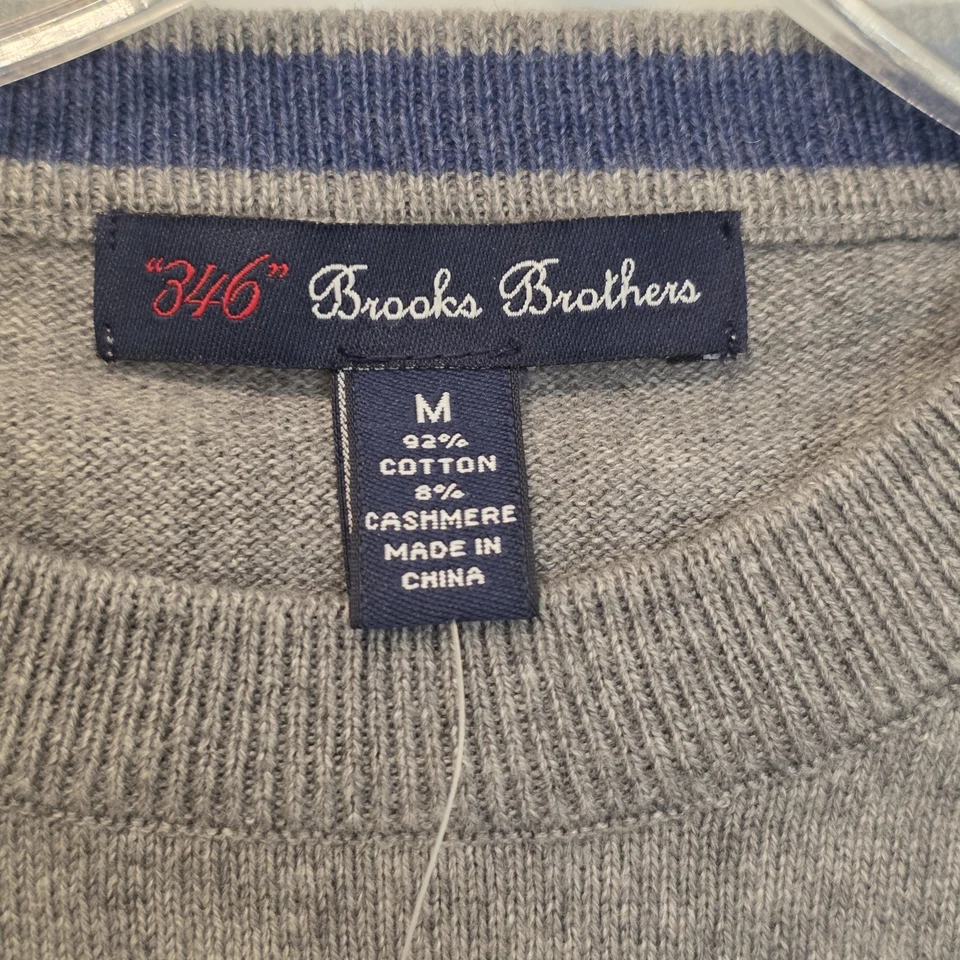 "346" Brooks Brothers
M
92%
COTTON
8%
CASHMERE
MADE IN
CHINA